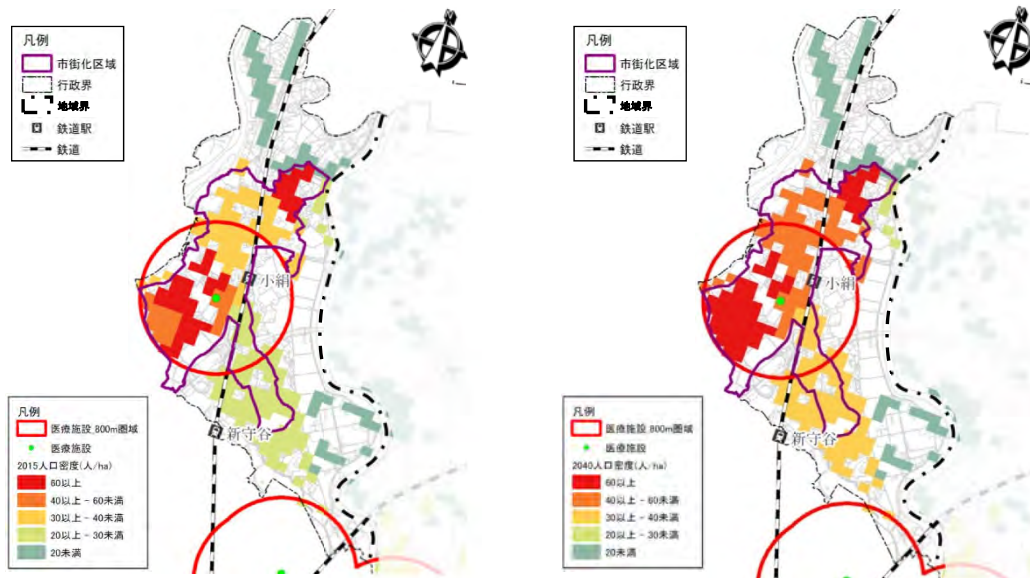 凡例
市街化区域
行政界
地域界
鉄道駅
鉄道
小絹
新守谷
凡例
医療施設_800m圏域
医療施設
2015人口密度(人/ha)
60以上
40以上 - 60未満
30以上 - 40未満
20以上 - 30未満
20未満
凡例
市街化区域
行政界
地域界
鉄道駅
鉄道
小絹
新守谷
凡例
医療施設_800m圏域
医療施設
2040人口密度(人/ha)
60以上
40以上 - 60未満
30以上 - 40未満
20以上 - 30未満
20未満